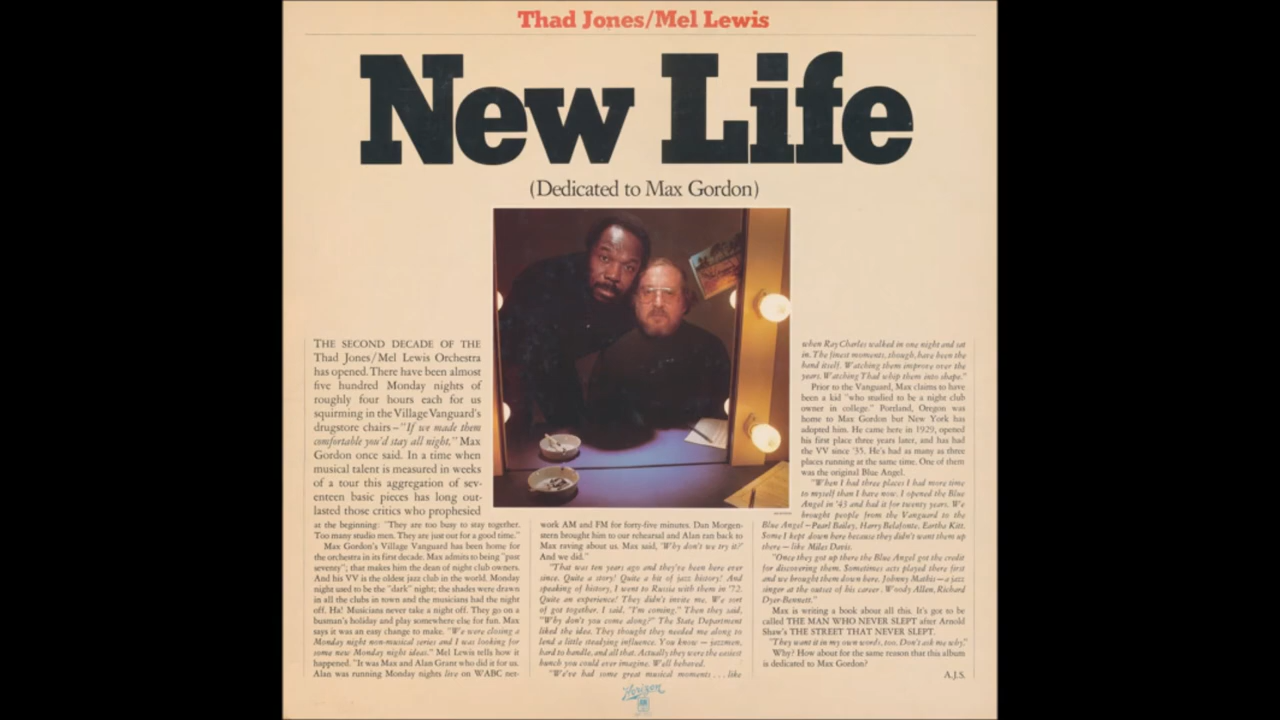 Thad Jones/Mel Lewis
New Life
(Dedicated to Max Gordon)
THE SECOND DECADE OF THE
Thad Jones/Mel Lewis Orchestra
has opened. There have been almost
five hundred Monday nights of
roughly four hours each for us
squirming in the Village Vanguard's
drugstore chairs–"If we made them
comfortable you'd stay all night," Max
Gordon once said. In a time when
musical talent is measured in weeks
of a tour this aggregation of sev-
enteen basic pieces has long out-
lasted those critics who prophesied
at the beginning: "They are too busy to stay together.
Too many studio men. They are just out for a good time."
Max Gordon's Village Vanguard has been home for
the orchestra in its first decade. Max admits to being "past
seventy"; that makes him the dean of night club owners.
And his VV is the oldest jazz club in the world. Monday
night used to be the "dark" night; the shades were drawn
in all the clubs in town and the musicians had the night
off. Ha! Musicians never take a night off. They go on a
busman's holiday and play somewhere else for fun. Max
says it was an easy change to make. "We were closing a
Monday night non-musical series and I was looking for
some new Monday night ideas." Mel Lewis tells how it
happened. "It was Max and Alan Grant who did it for us.
Alan was running Monday nights live on WABC net-
work AM and FM for forty-five minutes. Dan Morgen-
stern brought him to our rehearsal and Alan ran back to
Max raving about us. Max said, 'Why don't we try it?'
And we did."
"That was ten years ago and they've been here ever
since. Quite a story! Quite a bit of jazz history! And
speaking of history, I went to Russia with them in '72.
Quite an experience! They didn't invite me. We sort
of got together. I said, "I'm coming." Then they said,
"Why don't you come along?" The State Department
liked the idea. They thought they needed me along to
lend a little steadying influence. You know — jazzmen,
hard to handle, and all that. Actually they were the easiest
bunch you could ever imagine. Well behaved.
"We've had some great musical moments . . . like
when Ray Charles walked in one night and sat
in. The finest moments, though, have been the
band itself. Watching them improve over the
years. Watching Thad whip them into shape."
Prior to the Vanguard, Max claims to have
been a kid "who studied to be a night club
owner in college." Portland, Oregon was
home to Max Gordon but New York has
adopted him. He came here in 1929, opened
his first place three years later, and has had
the VV since '35. He's had as many as three
places running at the same time. One of them
was the original Blue Angel.
"When I had three places I had more time
to myself than I have now. I opened the Blue
Angel in '43 and had it for twenty years. We
brought people from the Vanguard to the
Blue Angel – Pearl Bailey, Harry Belafonte, Eartha Kitt.
Some I kept down here because they didn't want them up
there — like Miles Davis.
"Once they got up there the Blue Angel got the credit
for discovering them. Sometimes acts played there first
and we brought them down here. Johnny Mathis – a jazz
singer at the outset of his career. Woody Allen, Richard
Dyer-Bennett."
Max is writing a book about all this. It's got to be
called THE MAN WHO NEVER SLEPT after Arnold
Shaw's THE STREET THAT NEVER SLEPT.
"They want it in my own words, too. Don't ask me why."
Why? How about for the same reason that this album
is dedicated to Max Gordon?
A.J.S.
Horizon